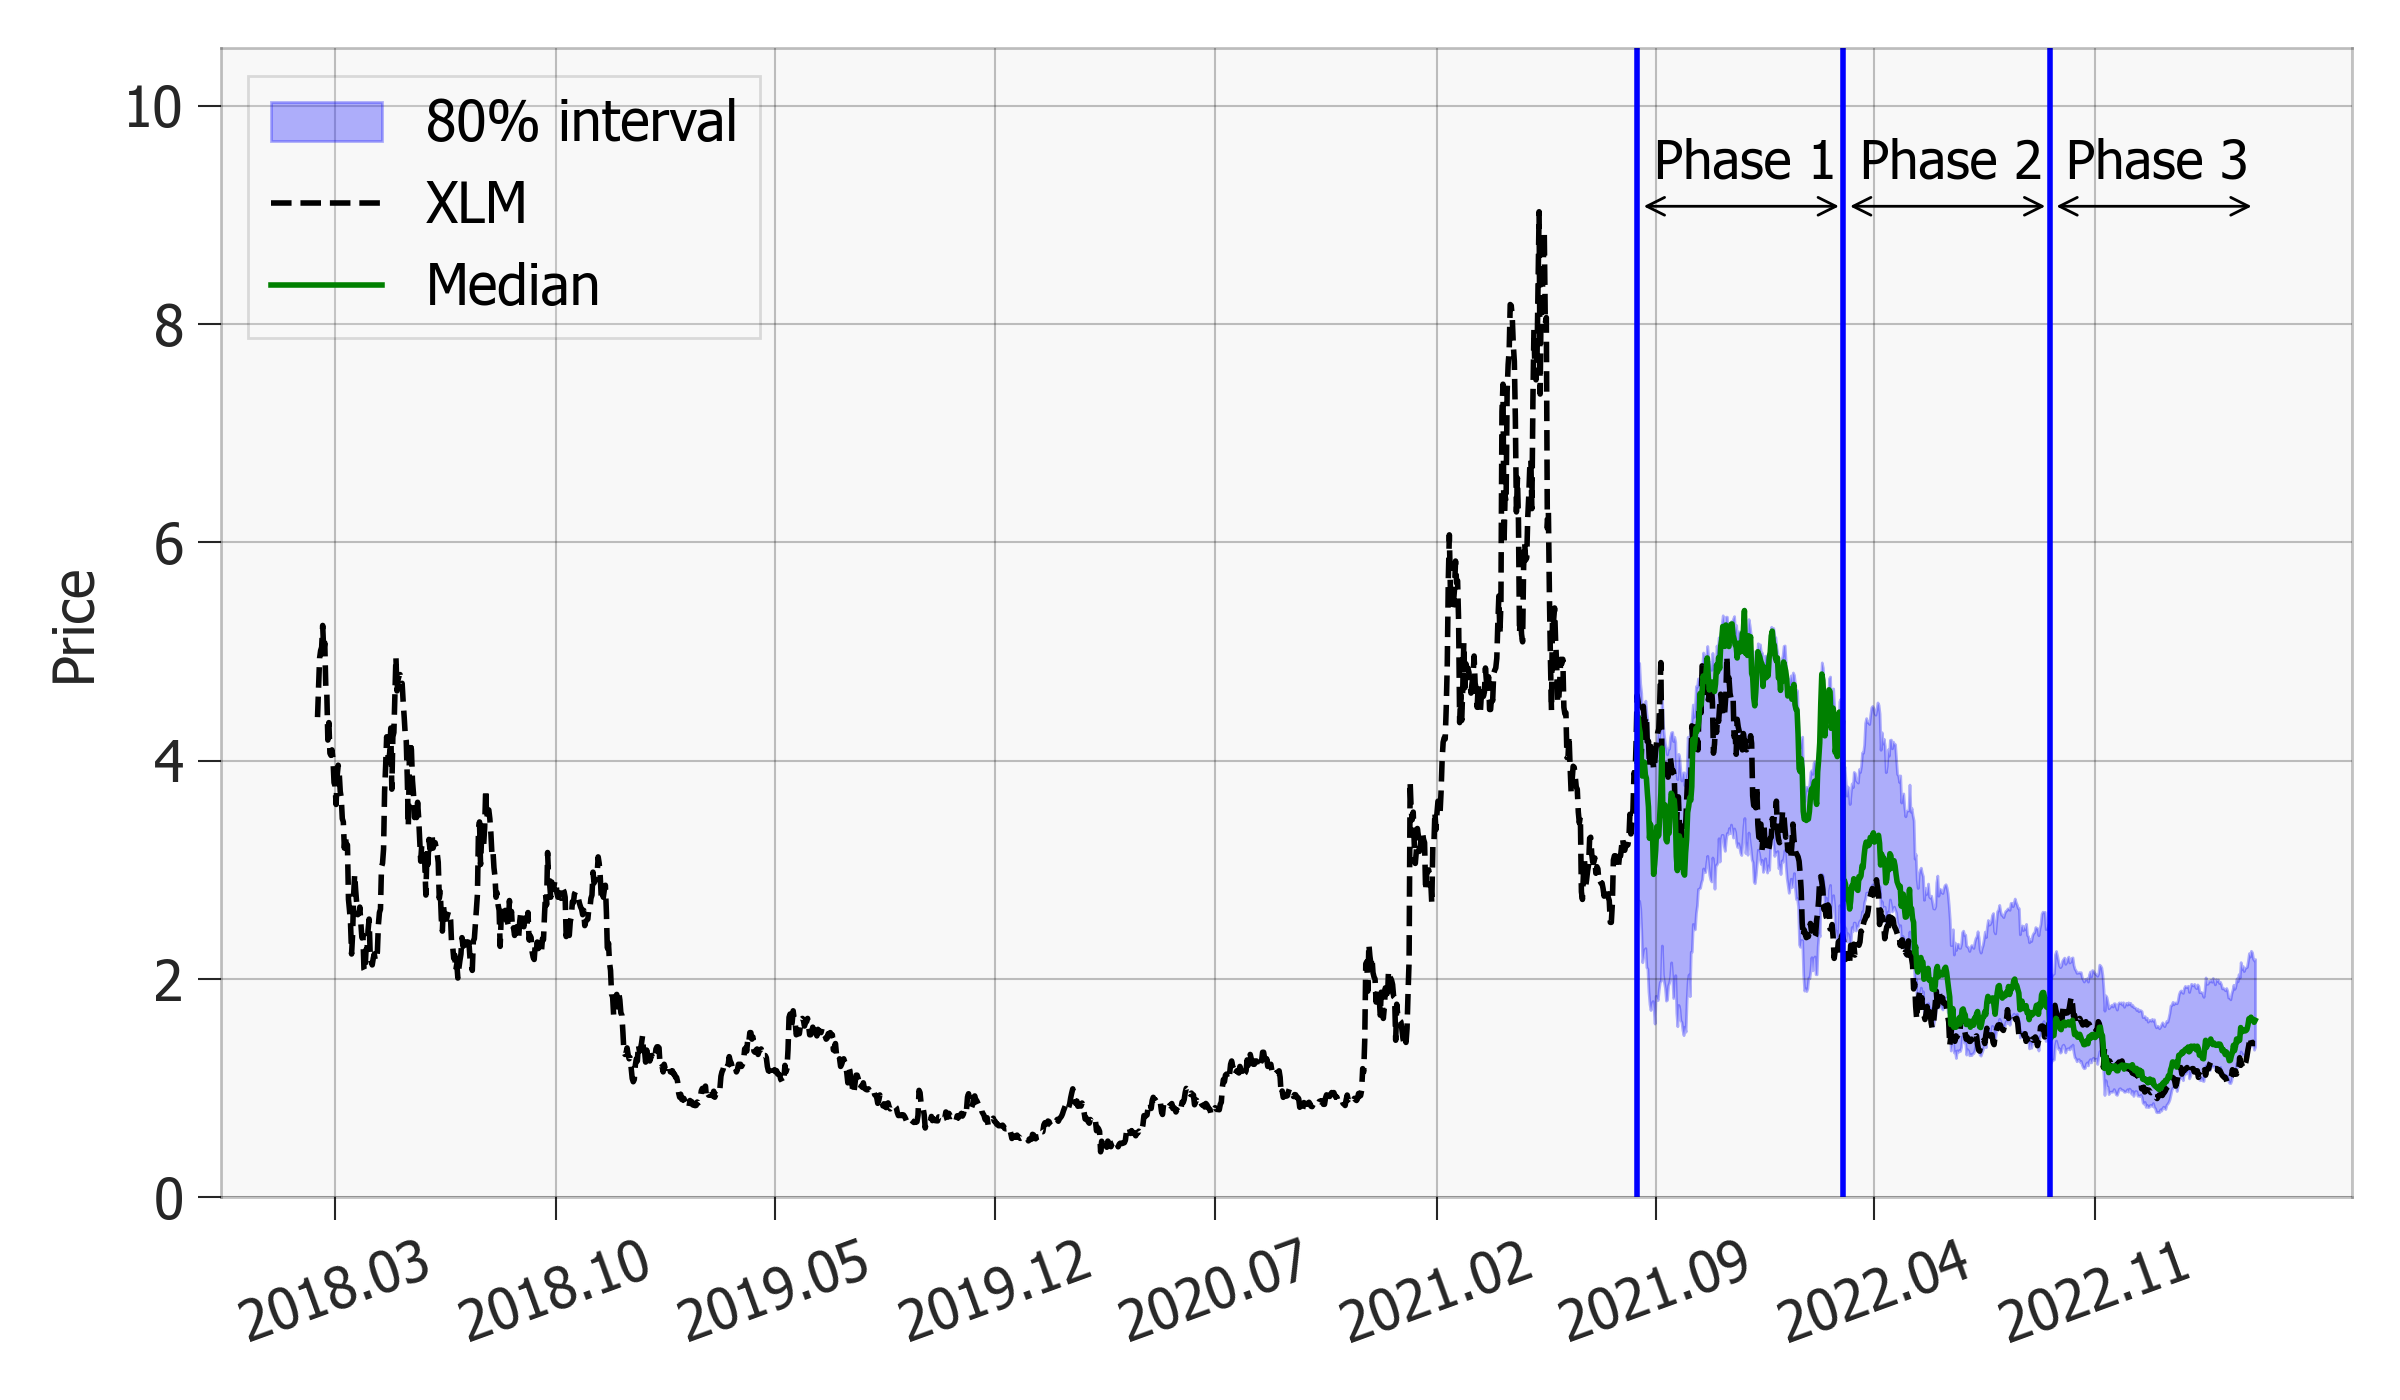 80% interval
XLM
Median
Phase 1
Phase 2
Phase 3
Price
10
8
6
4
2
0
2018.03
2018.10
2019.05
2019.12
2020.07
2021.02
2021.09
2022.04
2022.11